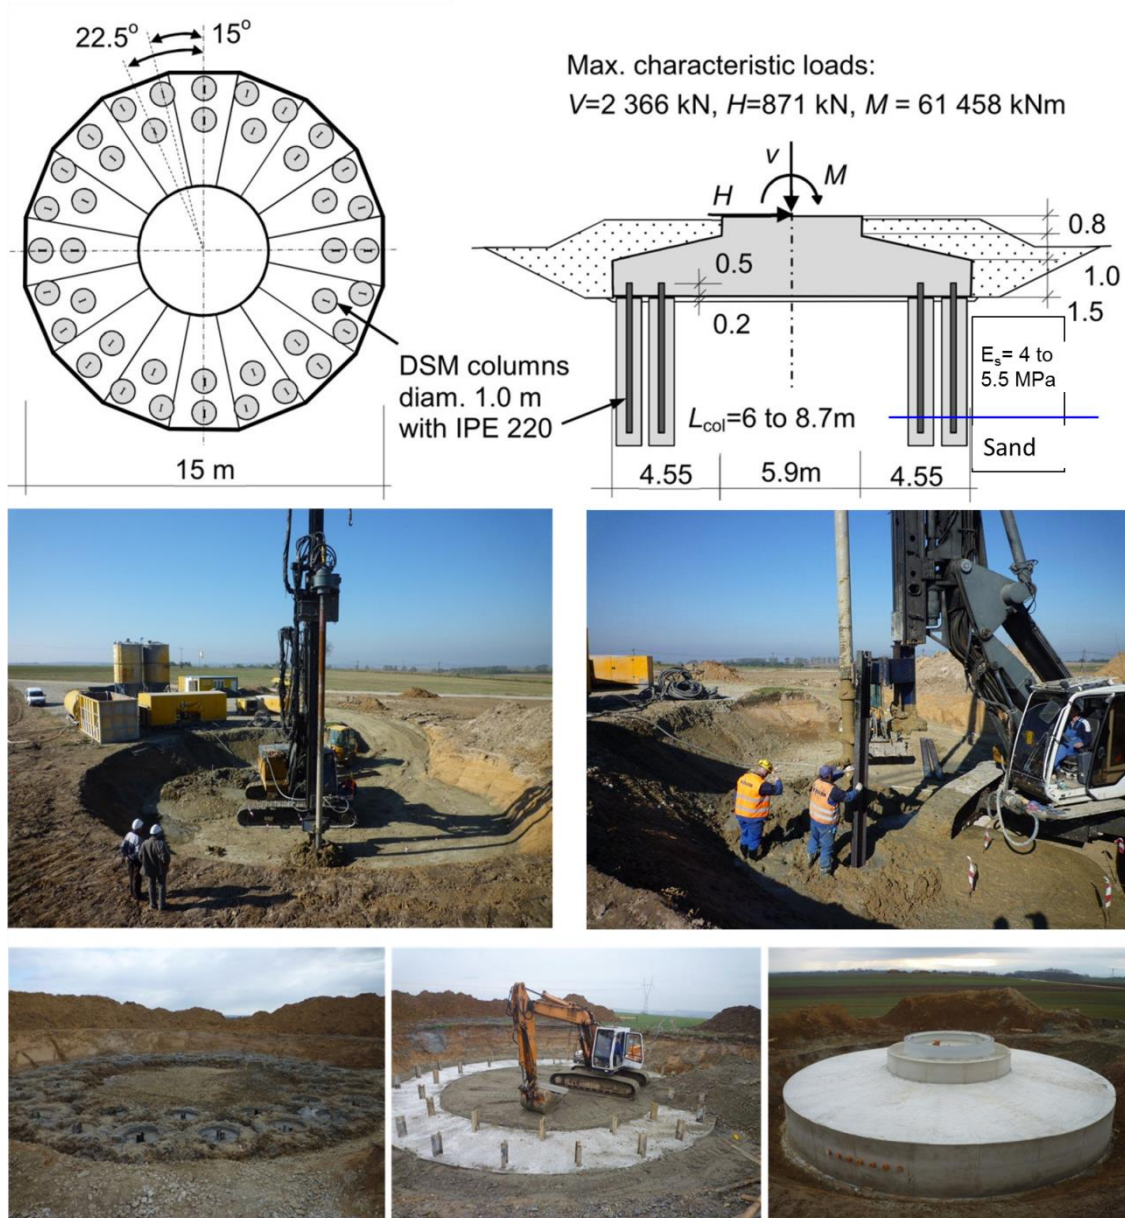 22.5o
15o
Max. characteristic loads:
V=2 366 kN, H=871 kN, M = 61 458 kNm
v
M
H
0.8
0.5
1.0
0.2
1.5
DSM columns
diam. 1.0 m
with IPE 220
Es= 4 to
5.5 MPa
Lcol=6 to 8.7m
Sand
15 m
4.55
5.9m
4.55